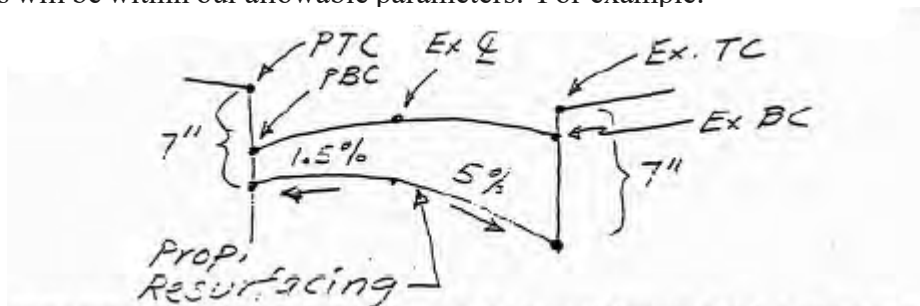 s will be within our allowable parameters. For example:
PTC
PBC
Ex ℄
Ex. TC
Ex BC
7"
1.5%
5%
7"
Prop.
Resurfacing